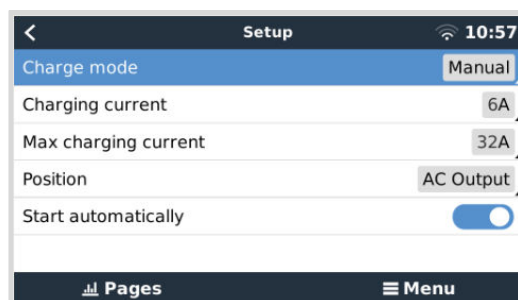 Setup 10:57
Charge mode Manual
Charging current 6A
Max charging current 32A
Position AC Output
Start automatically
Pages Menu